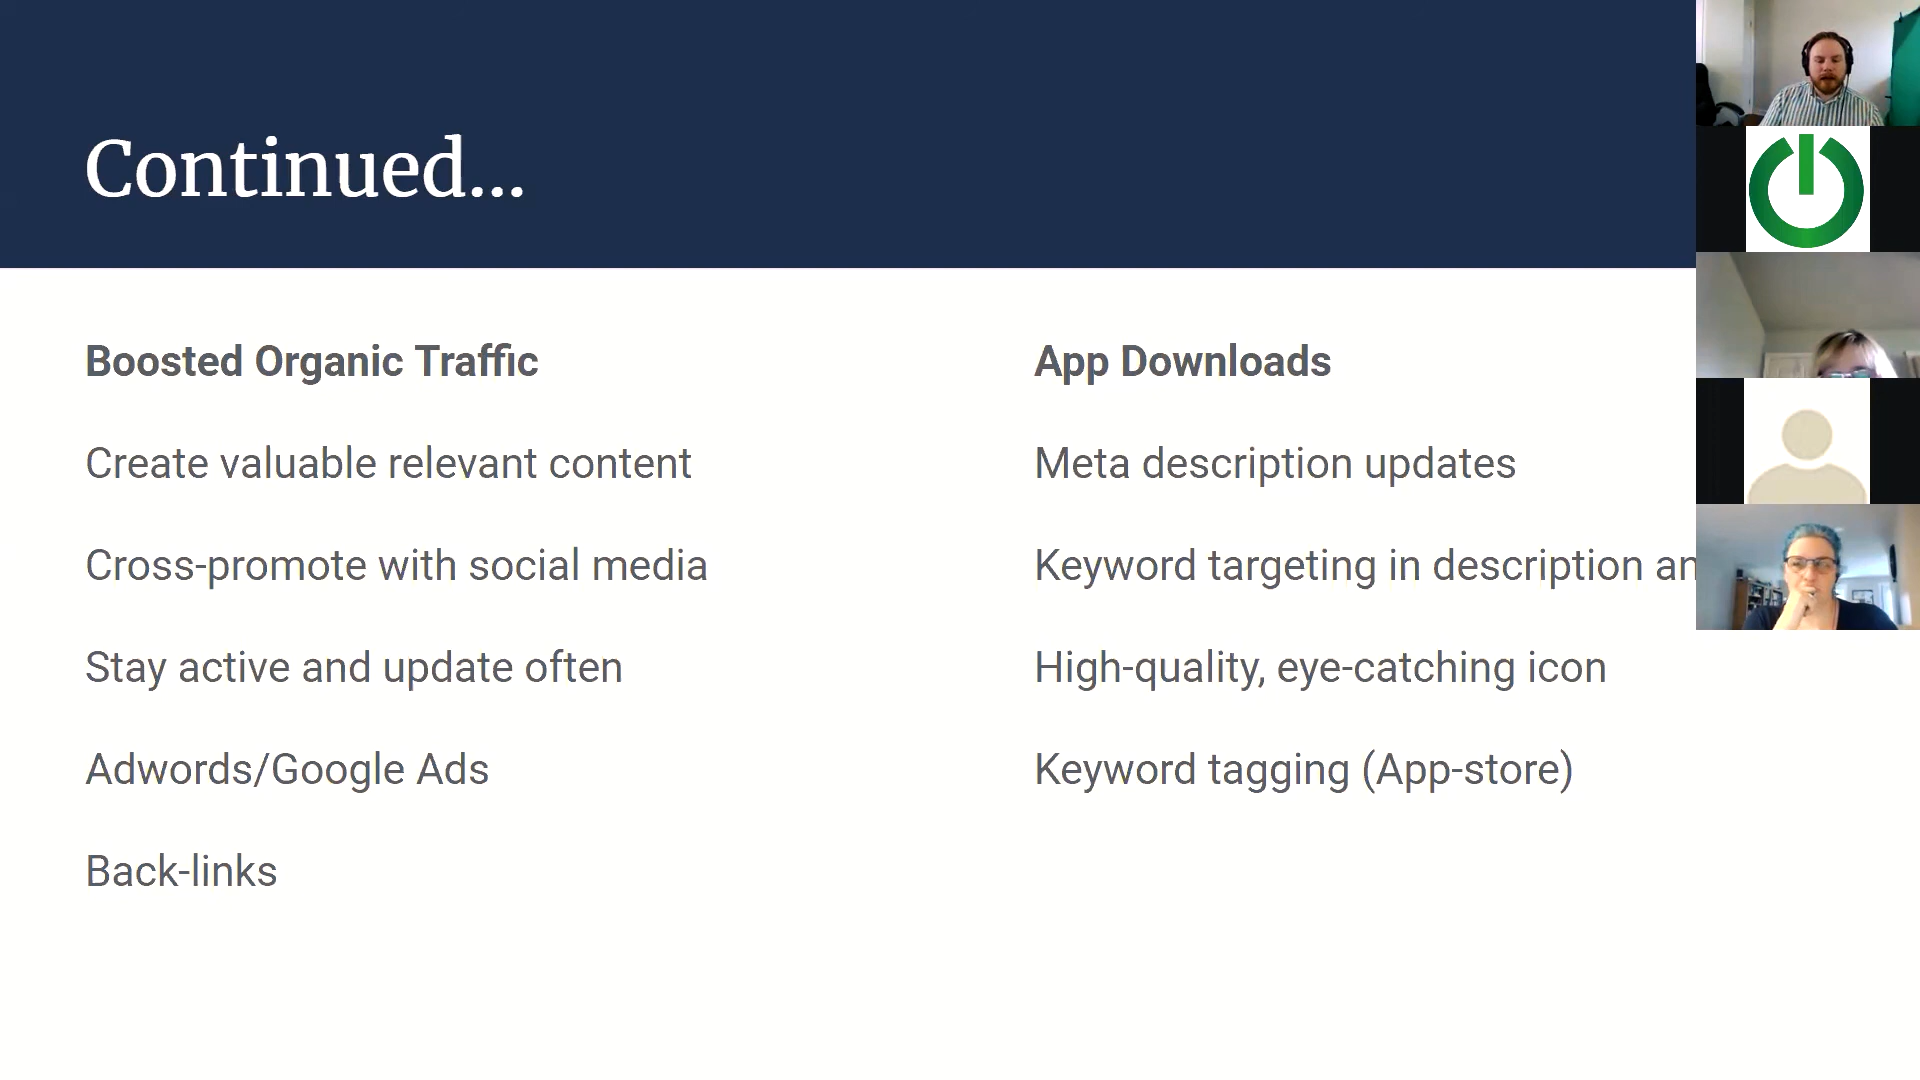 Continued...
Boosted Organic Traffic
Create valuable relevant content
Cross-promote with social media
Stay active and update often
Adwords/Google Ads
Back-links
App Downloads
Meta description updates
Keyword targeting in description
High-quality, eye-catching icon
Keyword tagging (App-store)